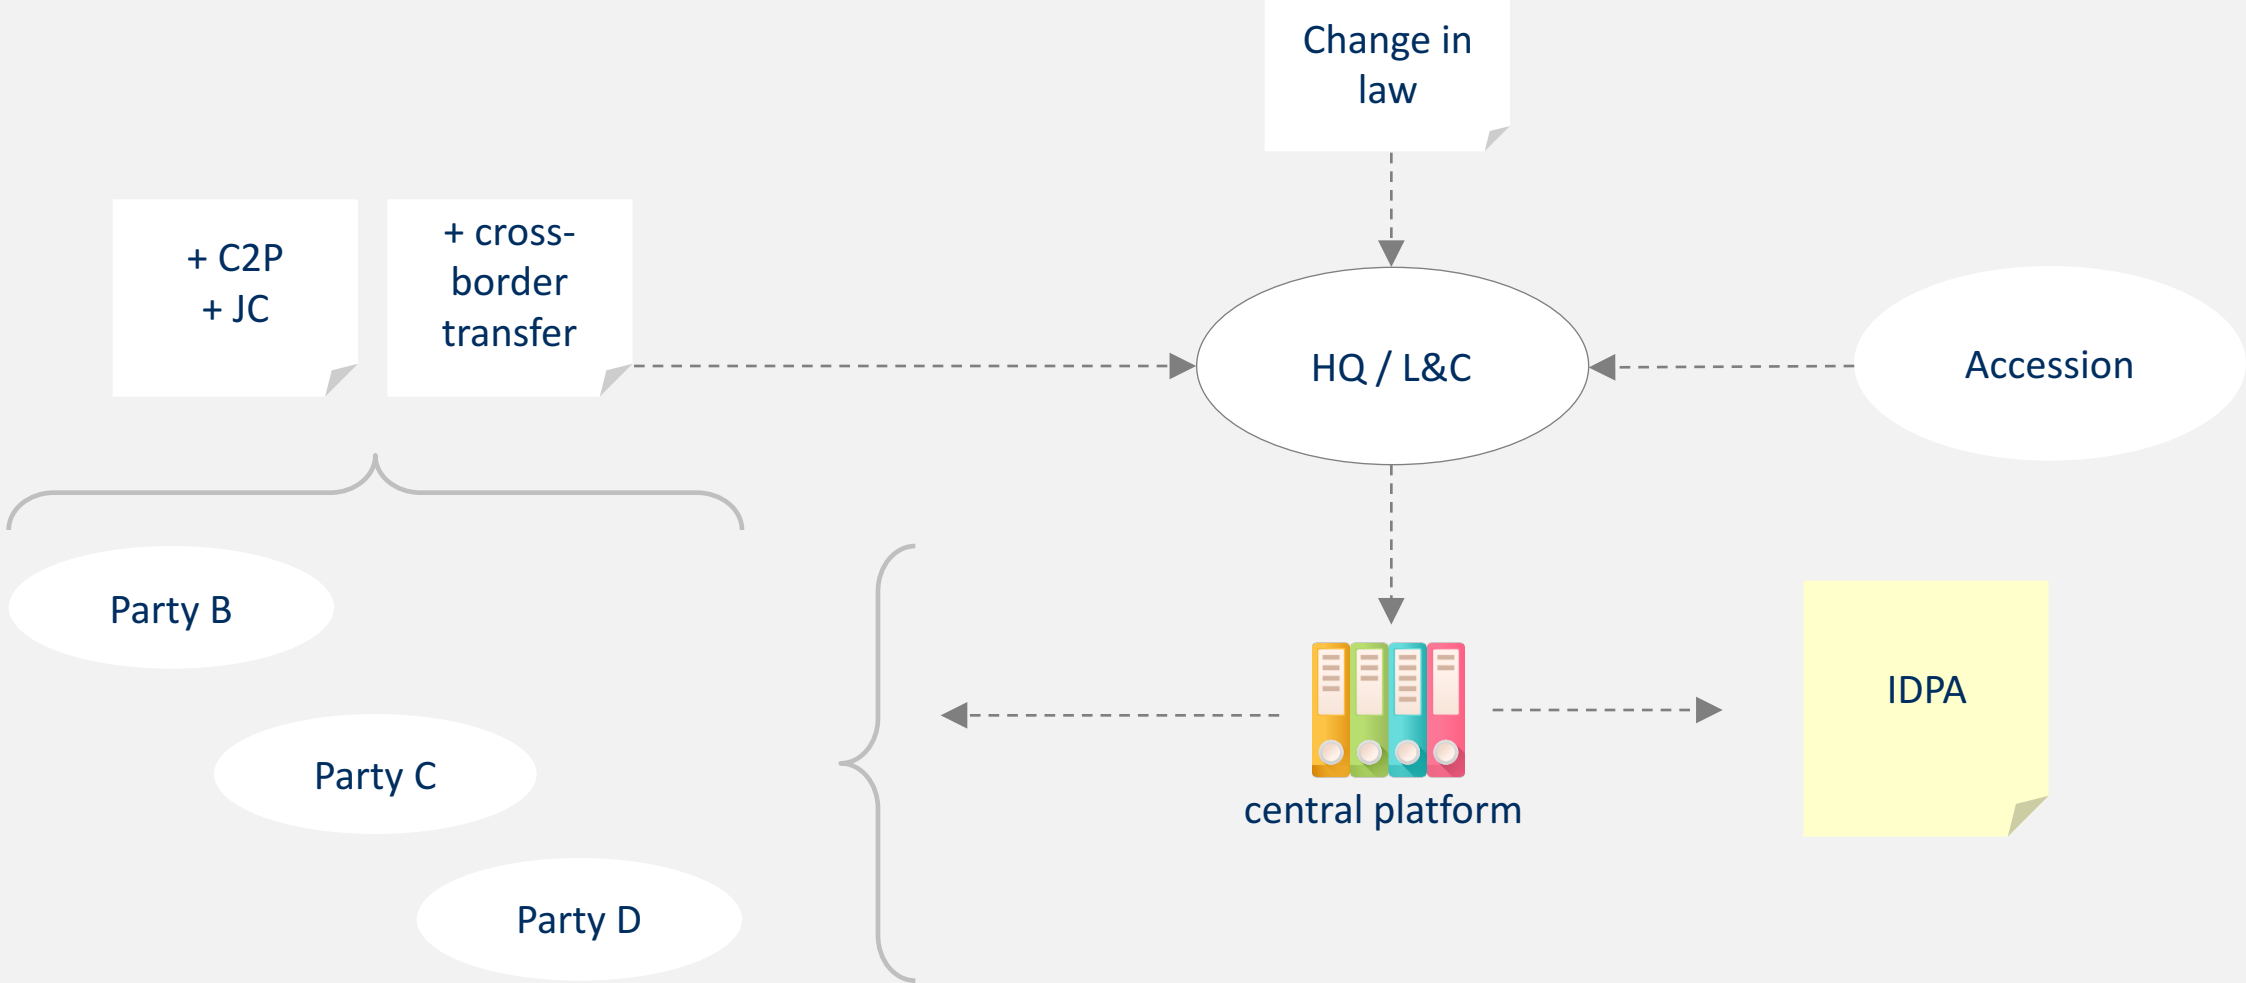 Change in
law
+ C2P
+ JC
+ cross-
border
transfer
HQ / L&C
Accession
Party B
Party C
Party D
central platform
IDPA